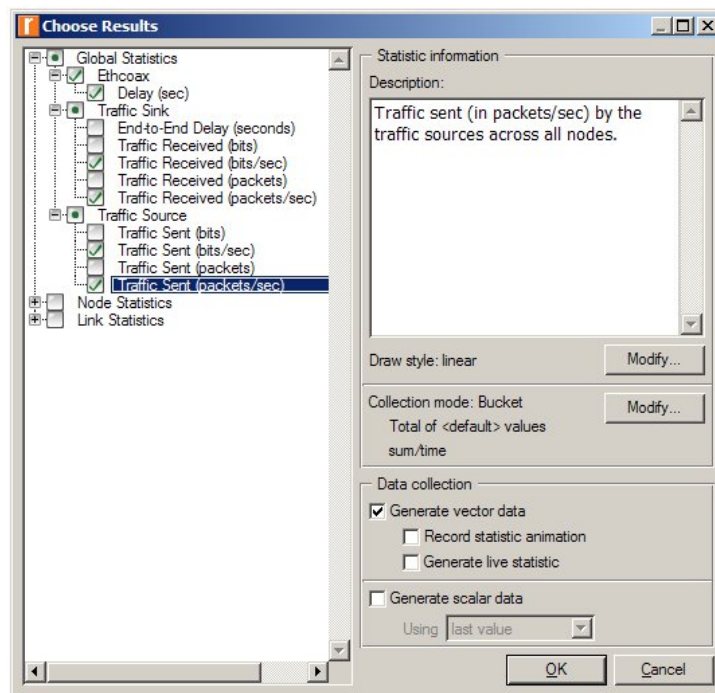 Choose Results
Global Statistics
Ethcoax
Delay (sec)
Traffic Sink
End-to-End Delay (seconds)
Traffic Received (bits)
Traffic Received (bits/sec)
Traffic Received (packets)
Traffic Received (packets/sec)
Traffic Source
Traffic Sent (bits)
Traffic Sent (bits/sec)
Traffic Sent (packets)
Traffic Sent (packets/sec)
Node Statistics
Link Statistics
Statistic information
Description:
Traffic sent (in packets/sec) by the
traffic sources across all nodes.
Draw style: linear
Modify...
Collection mode: Bucket
Modify...
Total of <default> values
sum/time
Data collection
Generate vector data
Record statistic animation
Generate live statistic
Generate scalar data
Using last value
OK
Cancel